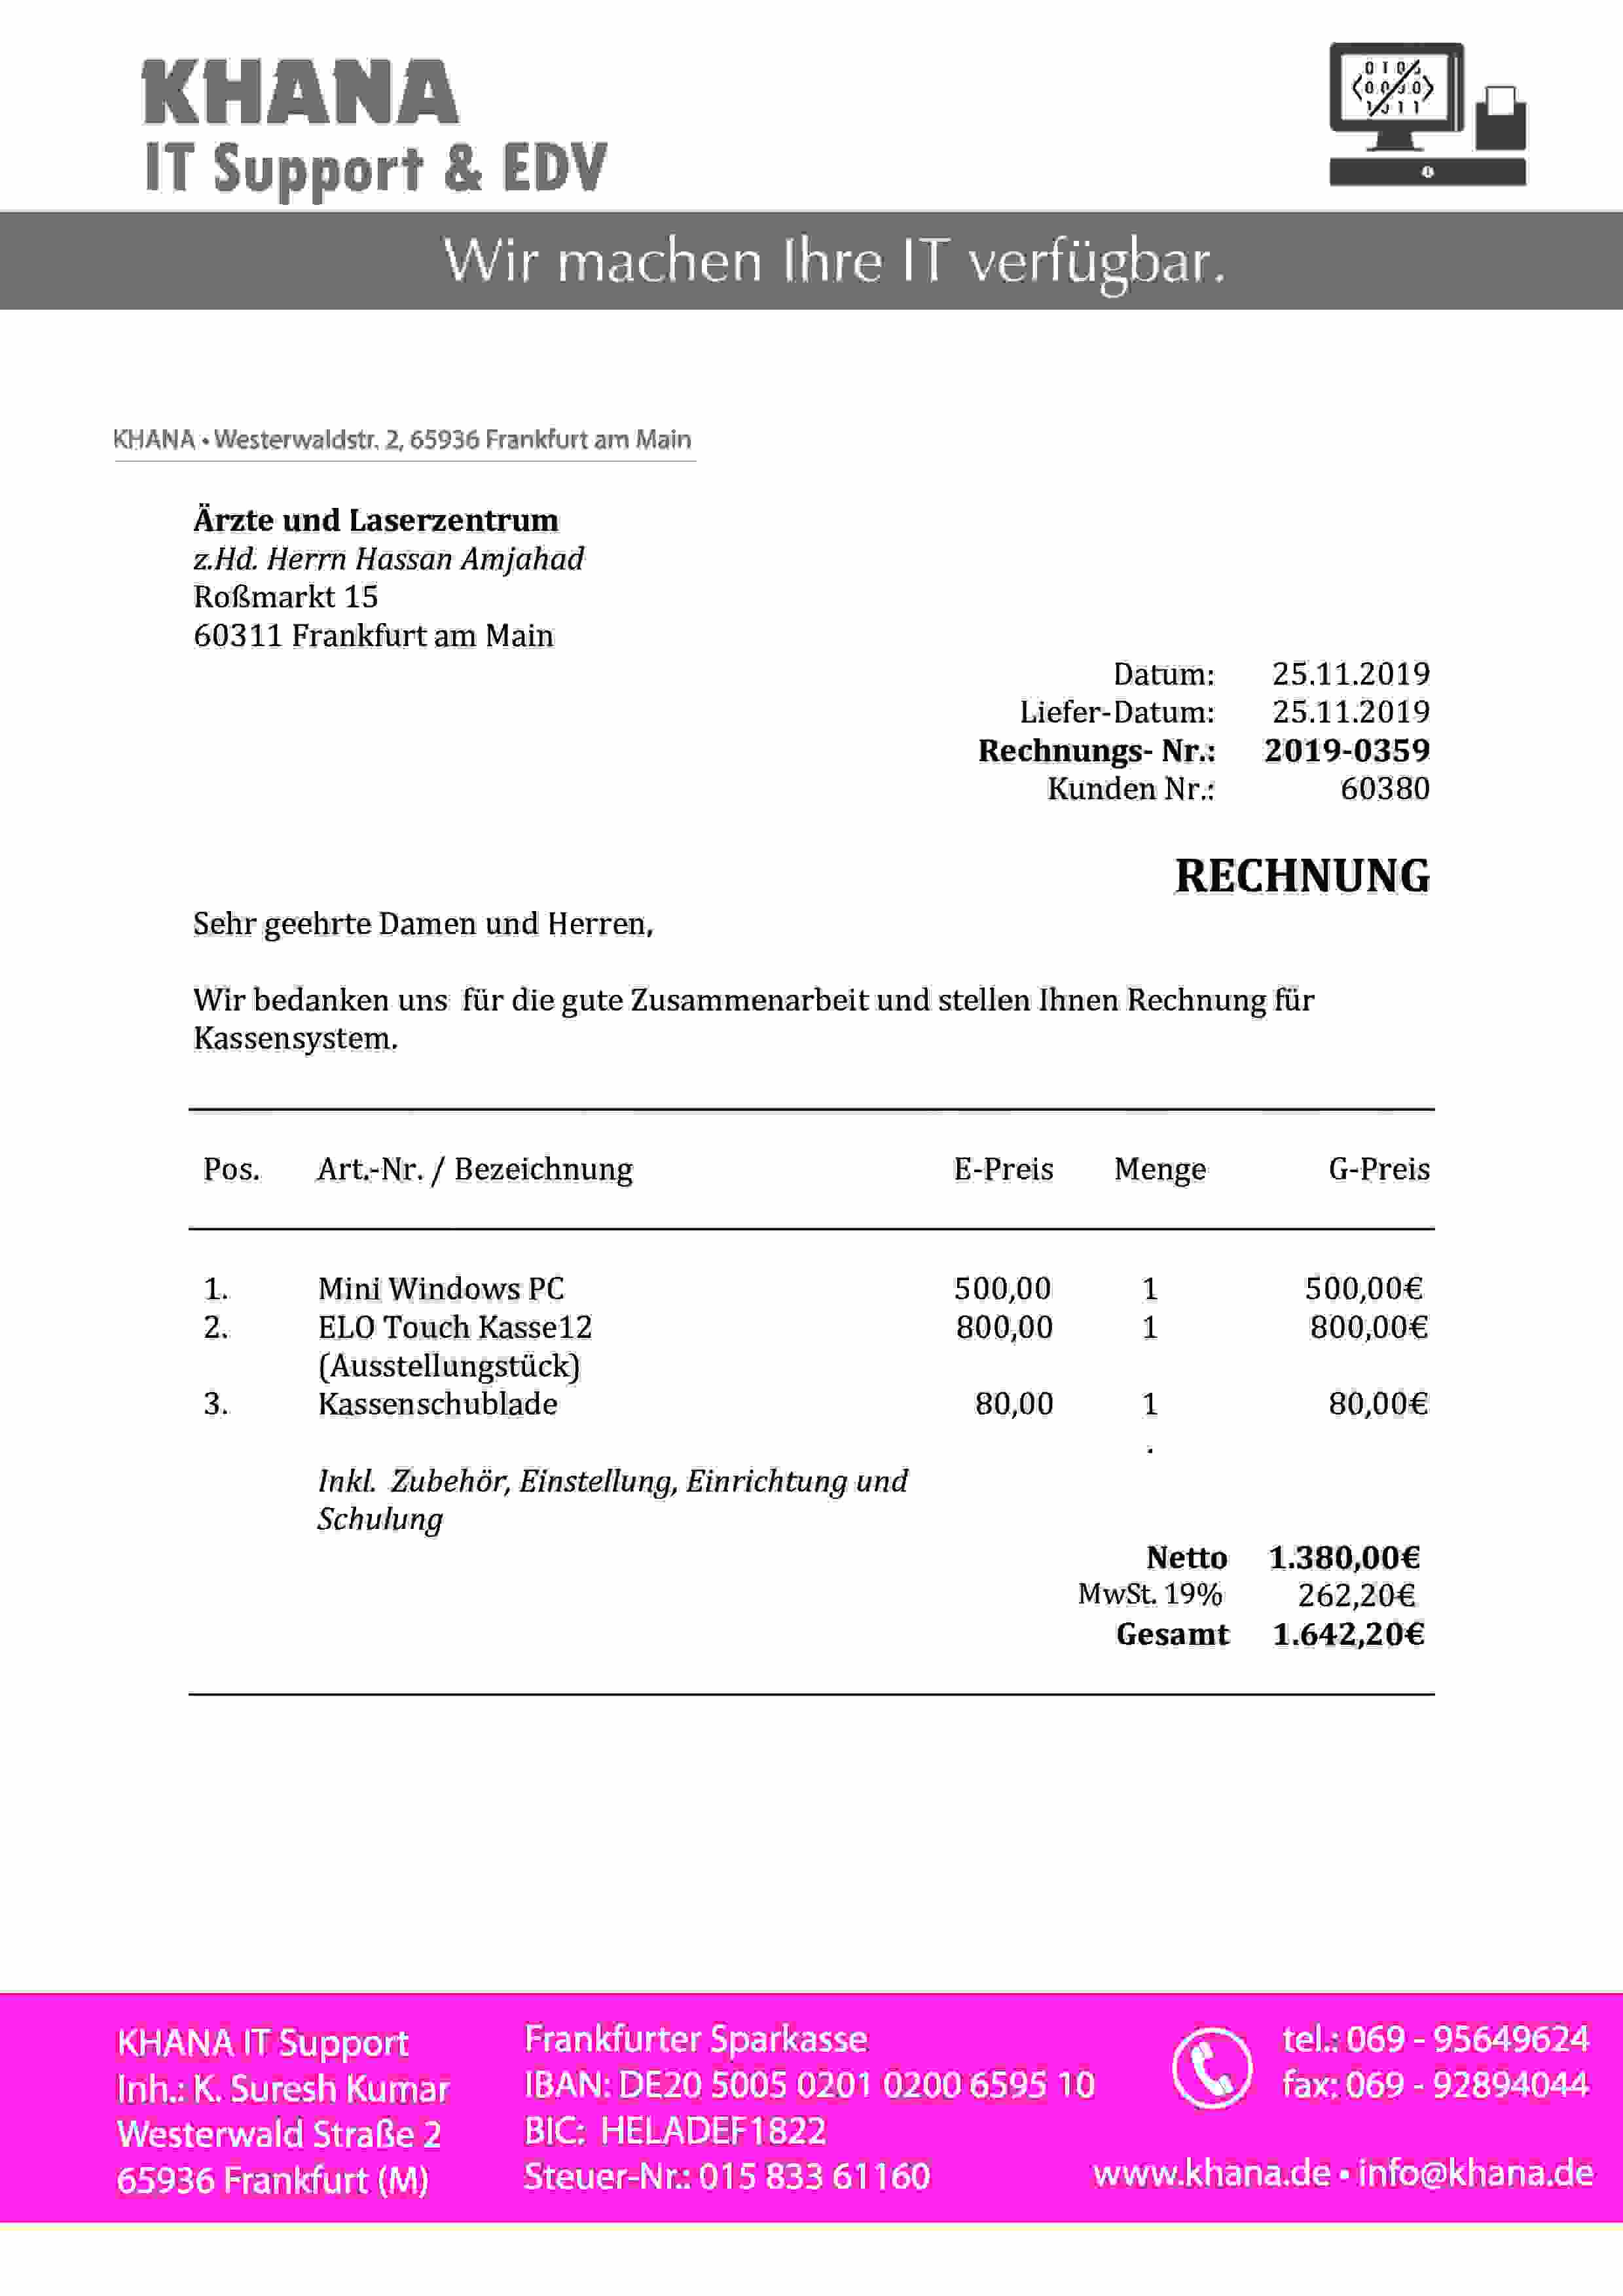 KHANA
IT Support & EDV
Wir machen Ihre IT verfügbar.
KHANA • Westerwaldstr. 2, 65936 Frankfurt am Main
Ärzte und Laserzentrum
z.Hd. Herrn Hassan Amjahad
Roßmarkt 15
60311 Frankfurt am Main
Datum: 25.11.2019
Liefer-Datum: 25.11.2019
Rechnungs- Nr.: 2019-0359
Kunden Nr.: 60380
RECHNUNG
Sehr geehrte Damen und Herren,
Wir bedanken uns für die gute Zusammenarbeit und stellen Ihnen Rechnung für
Kassensystem.
Pos. Art.-Nr. / Bezeichnung E-Preis Menge G-Preis
1. Mini Windows PC 500,00 1 500,00€
2. ELO Touch Kasse12 800,00 1 800,00€
(Ausstellungstück)
3. Kassenschublade 80,00 1 80,00€
.
Inkl. Zubehör, Einstellung, Einrichtung und
Schulung
Netto 1.380,00€
MwSt. 19% 262,20€
Gesamt 1.642,20€
KHANA IT Support
Inh.: K. Suresh Kumar
Westerwald Straße 2
65936 Frankfurt (M)
Frankfurter Sparkasse
IBAN: DE20 5005 0201 0200 6595 10
BIC: HELADEF1822
Steuer-Nr.: 015 833 61160
tel.: 069 - 95649624
fax: 069 - 92894044
www.khana.de • info@khana.de